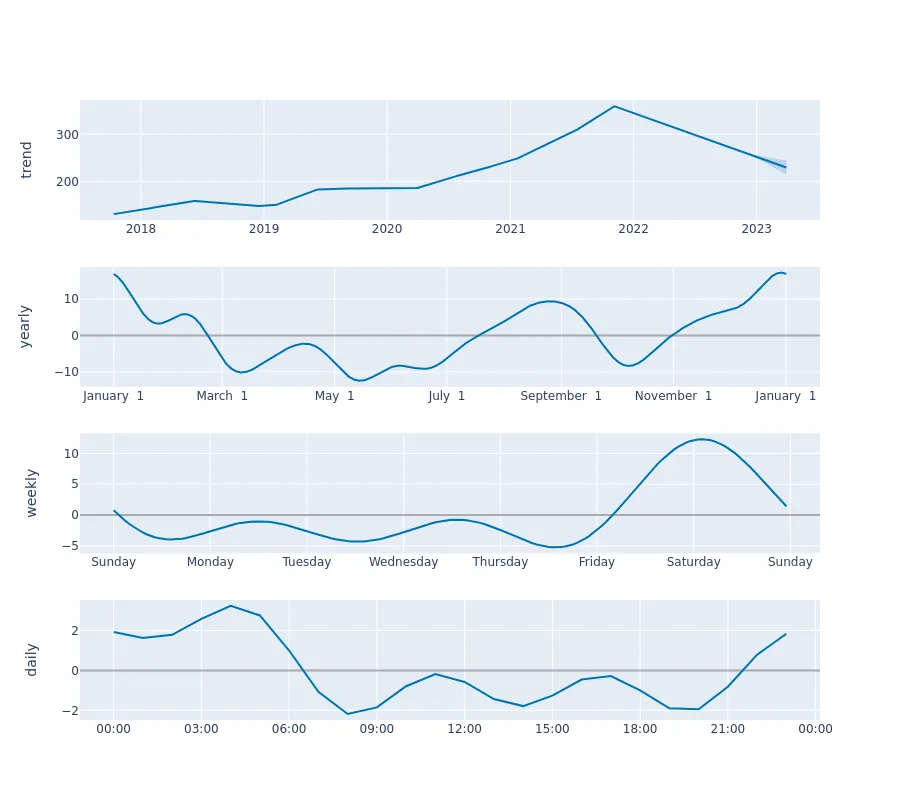 trend
300
200
2018 2019 2020 2021 2022 2023
yearly
10
0
−10
January 1 March 1 May 1 July 1 September 1 November 1 January 1
weekly
10
5
0
−5
Sunday Monday Tuesday Wednesday Thursday Friday Saturday Sunday
daily
2
0
−2
00:00 03:00 06:00 09:00 12:00 15:00 18:00 21:00 00:00